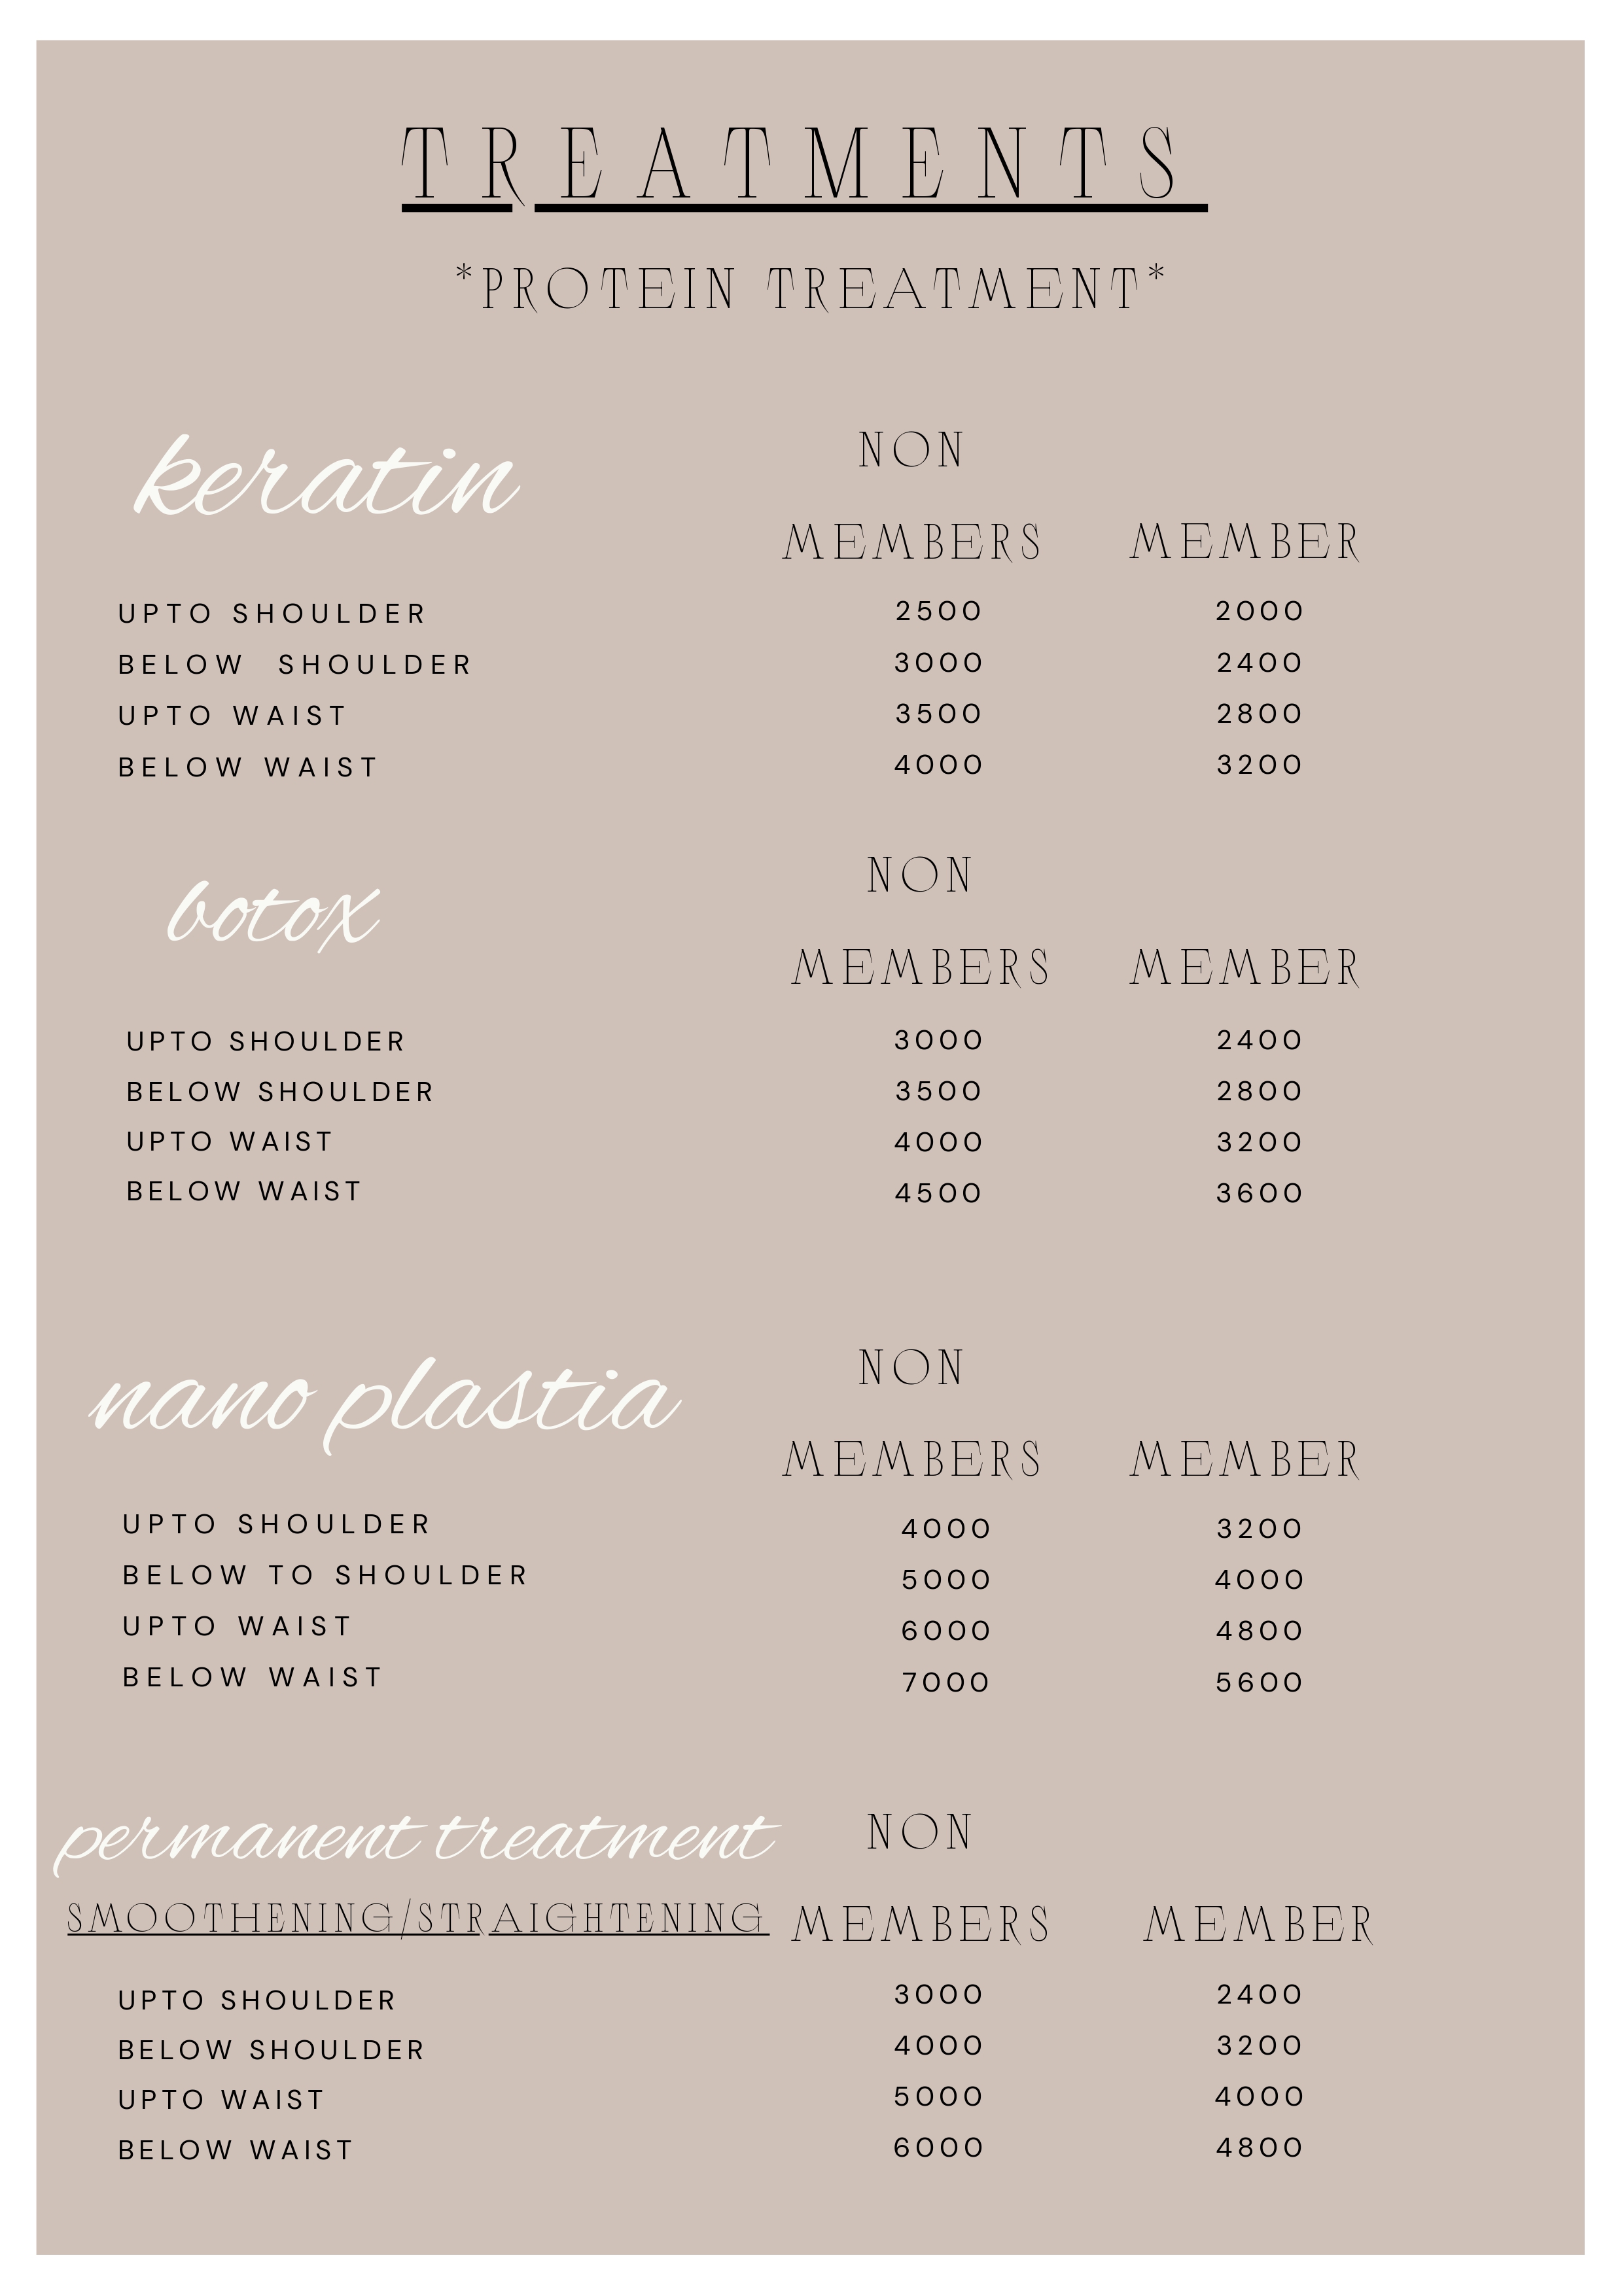 TREATMENTS
*PROTEIN TREATMENT*
keratin
NON
MEMBERS MEMBER
UPTO SHOULDER 2500 2000
BELOW SHOULDER 3000 2400
UPTO WAIST 3500 2800
BELOW WAIST 4000 3200
botox
NON
MEMBERS MEMBER
UPTO SHOULDER 3000 2400
BELOW SHOULDER 3500 2800
UPTO WAIST 4000 3200
BELOW WAIST 4500 3600
nano plastia
NON
MEMBERS MEMBER
UPTO SHOULDER 4000 3200
BELOW TO SHOULDER 5000 4000
UPTO WAIST 6000 4800
BELOW WAIST 7000 5600
permanent treatment NON
SMOOTHENING/STRAIGHTENING MEMBERS MEMBER
UPTO SHOULDER 3000 2400
BELOW SHOULDER 4000 3200
UPTO WAIST 5000 4000
BELOW WAIST 6000 4800